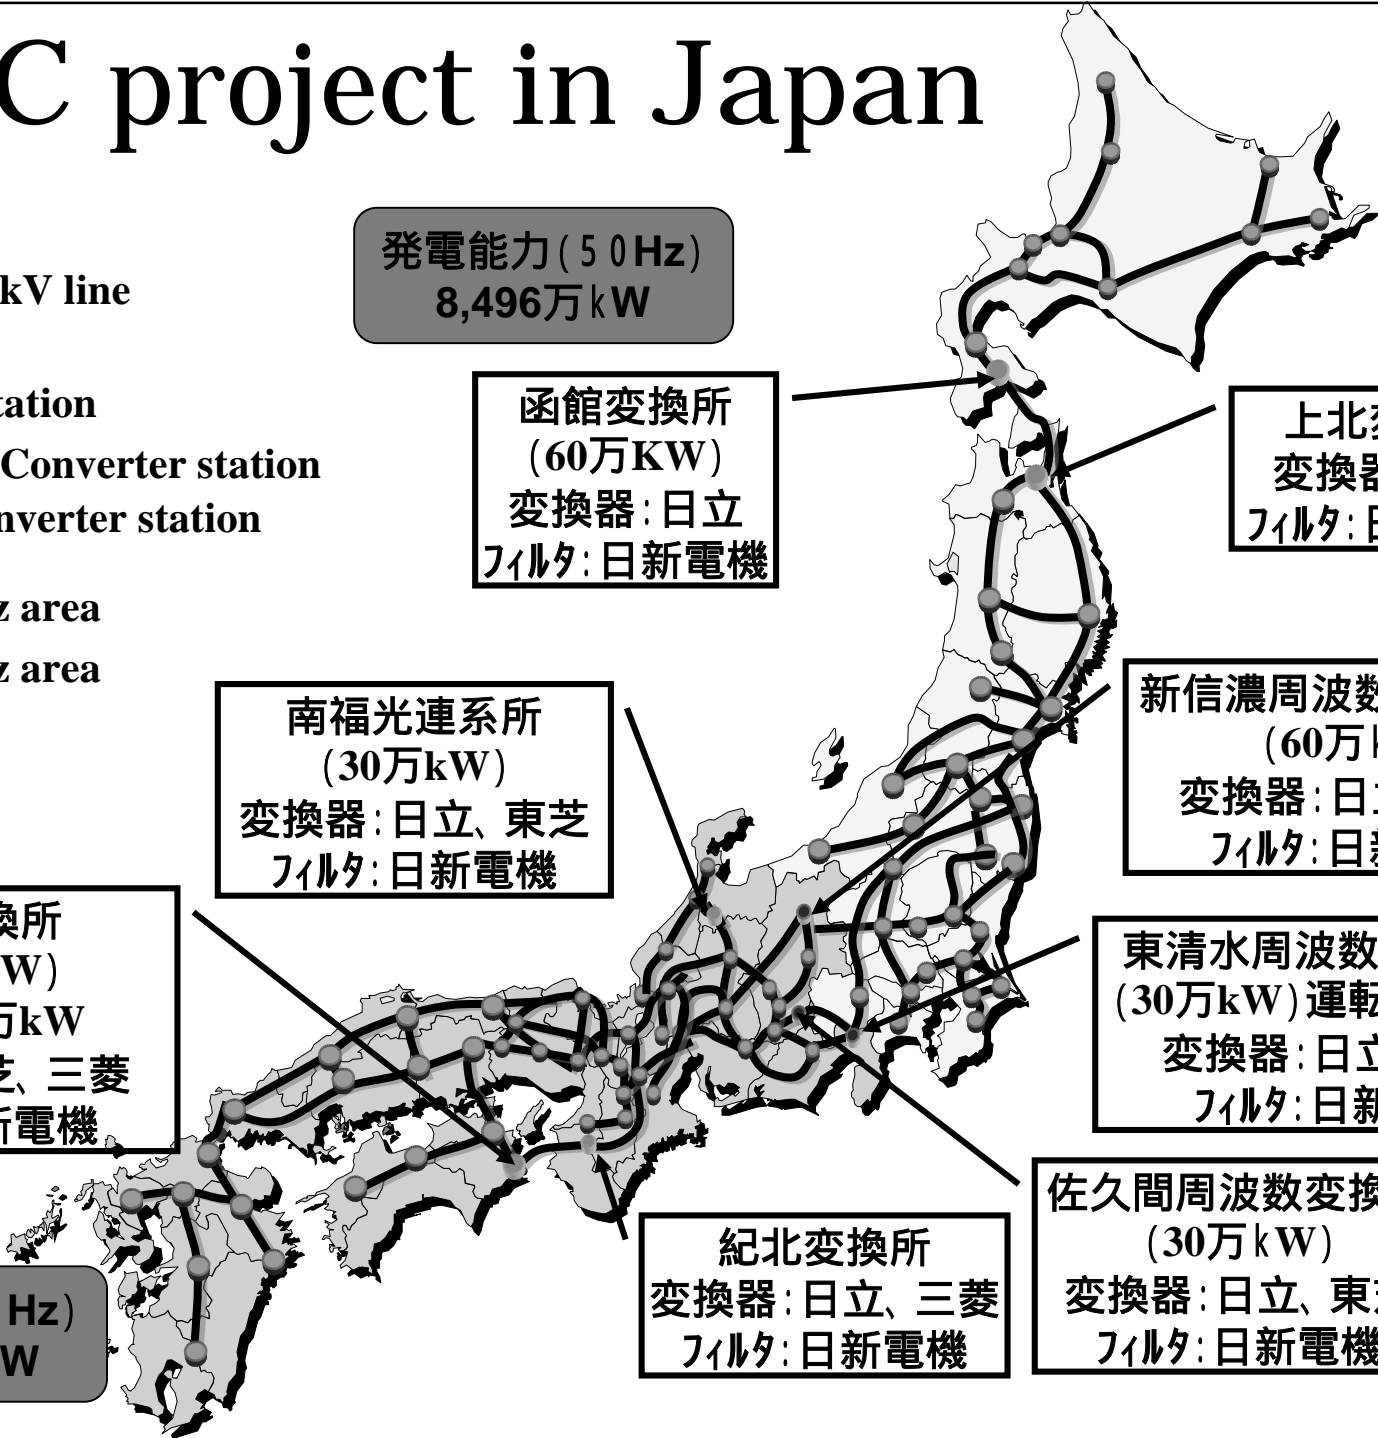 C project in Japan
発電能力(５０Hz)
8,496万ｋW
kV line
tation
Converter station
nverter station
z area
z area
函館変換所
(60万KW)
変換器：日立
フィルタ：日新電機
上北変
変換器
フィルタ：日
南福光連系所
(30万kW)
変換器：日立、東芝
フィルタ：日新電機
新信濃周波数
(60万k
変換器：日立
フィルタ：日新
換所
W)
万kW
芝、三菱
新電機
東清水周波数
(30万kW)運転
変換器：日立
フィルタ：日新
佐久間周波数変換
(30万ｋW)
変換器：日立、東芝
フィルタ：日新電機
紀北変換所
変換器：日立、三菱
フィルタ：日新電機
Hz)
W